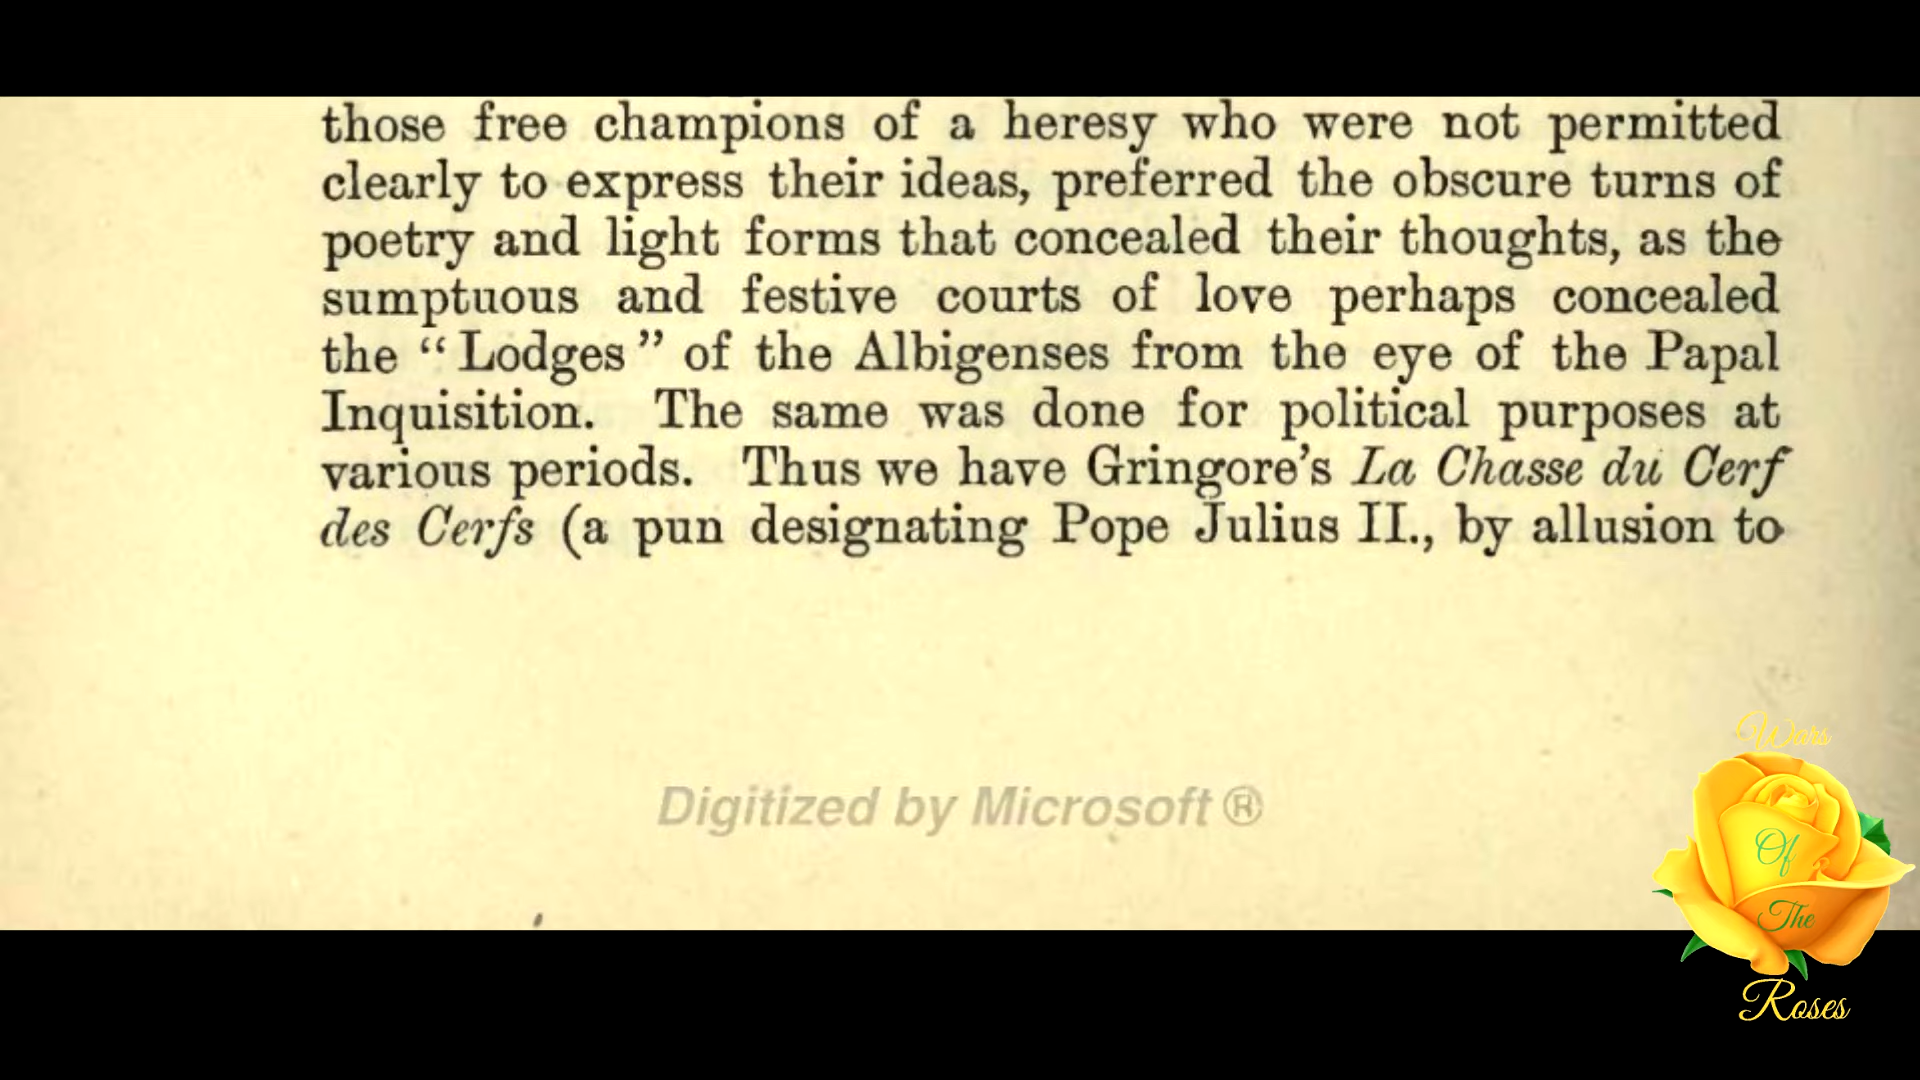 those free champions of a heresy who were not permitted
clearly to express their ideas, preferred the obscure turns of
poetry and light forms that concealed their thoughts, as the
sumptuous and festive courts of love perhaps concealed
the “Lodges” of the Albigenses from the eye of the Papal
Inquisition. The same was done for political purposes at
various periods. Thus we have Gringore’s La Chasse du Cerf
des Cerfs (a pun designating Pope Julius II., by allusion to
Digitized by Microsoft ®
Wars
Of
The
Roses